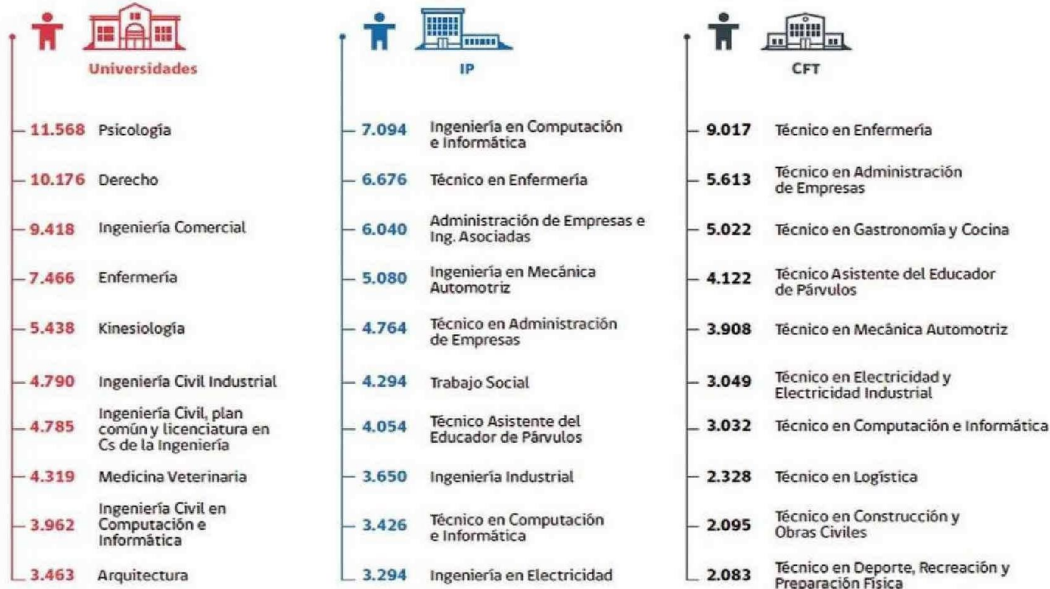 Universidades
11.568 Psicología
10.176 Derecho
9.418 Ingeniería Comercial
7.466 Enfermería
5.438 Kinesiología
4.790 Ingeniería Civil Industrial
4.785 Ingeniería Civil, plan
común y licenciatura en
Cs de la Ingeniería
4.319 Medicina Veterinaria
3.962 Ingeniería Civil en
Computación e
Informática
3.463 Arquitectura
IP
7.094 Ingeniería en Computación
e Informática
6.676 Técnico en Enfermería
6.040 Administración de Empresas e
Ing. Asociadas
5.080 Ingeniería en Mecánica
Automotriz
4.764 Técnico en Administración
de Empresas
4.294 Trabajo Social
4.054 Técnico Asistente del
Educador de Párvulos
3.650 Ingeniería Industrial
3.426 Técnico en Computación
e Informática
3.294 Ingeniería en Electricidad
CFT
9.017 Técnico en Enfermería
5.613 Técnico en Administración
de Empresas
5.022 Técnico en Gastronomía y Cocina
4.122 Técnico Asistente del Educador
de Párvulos
3.908 Técnico en Mecánica Automotriz
3.049 Técnico en Electricidad y
Electricidad Industrial
3.032 Técnico en Computación e Informática
2.328 Técnico en Logística
2.095 Técnico en Construcción y
Obras Civiles
2.083 Técnico en Deporte, Recreación y
Preparación Física